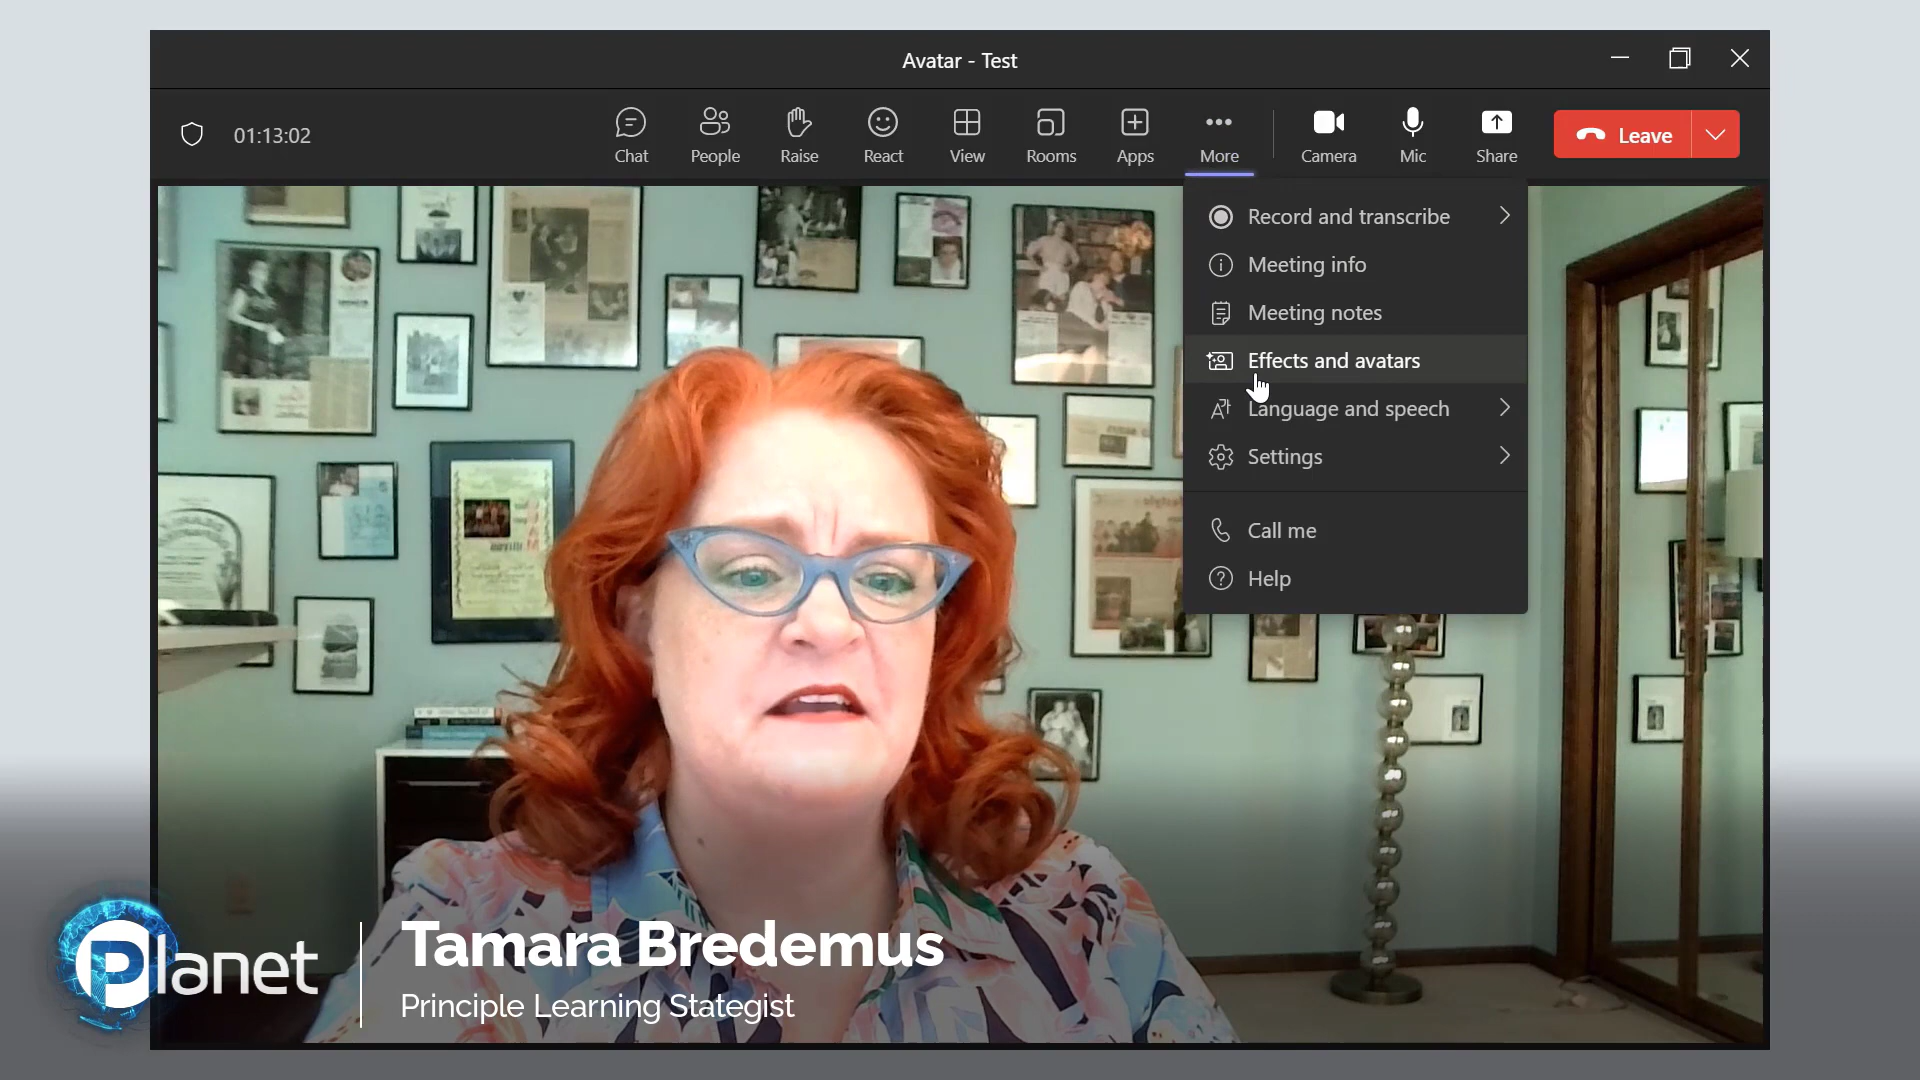 Avatar - Test
01:13:02
Chat
People
Raise
React
View
Rooms
Apps
More
Camera
Mic
Share
Leave
Record and transcribe
Meeting info
Meeting notes
Effects and avatars
Language and speech
Settings
Call me
Help
Planet
Tamara Bredemus
Principle Learning Stategist